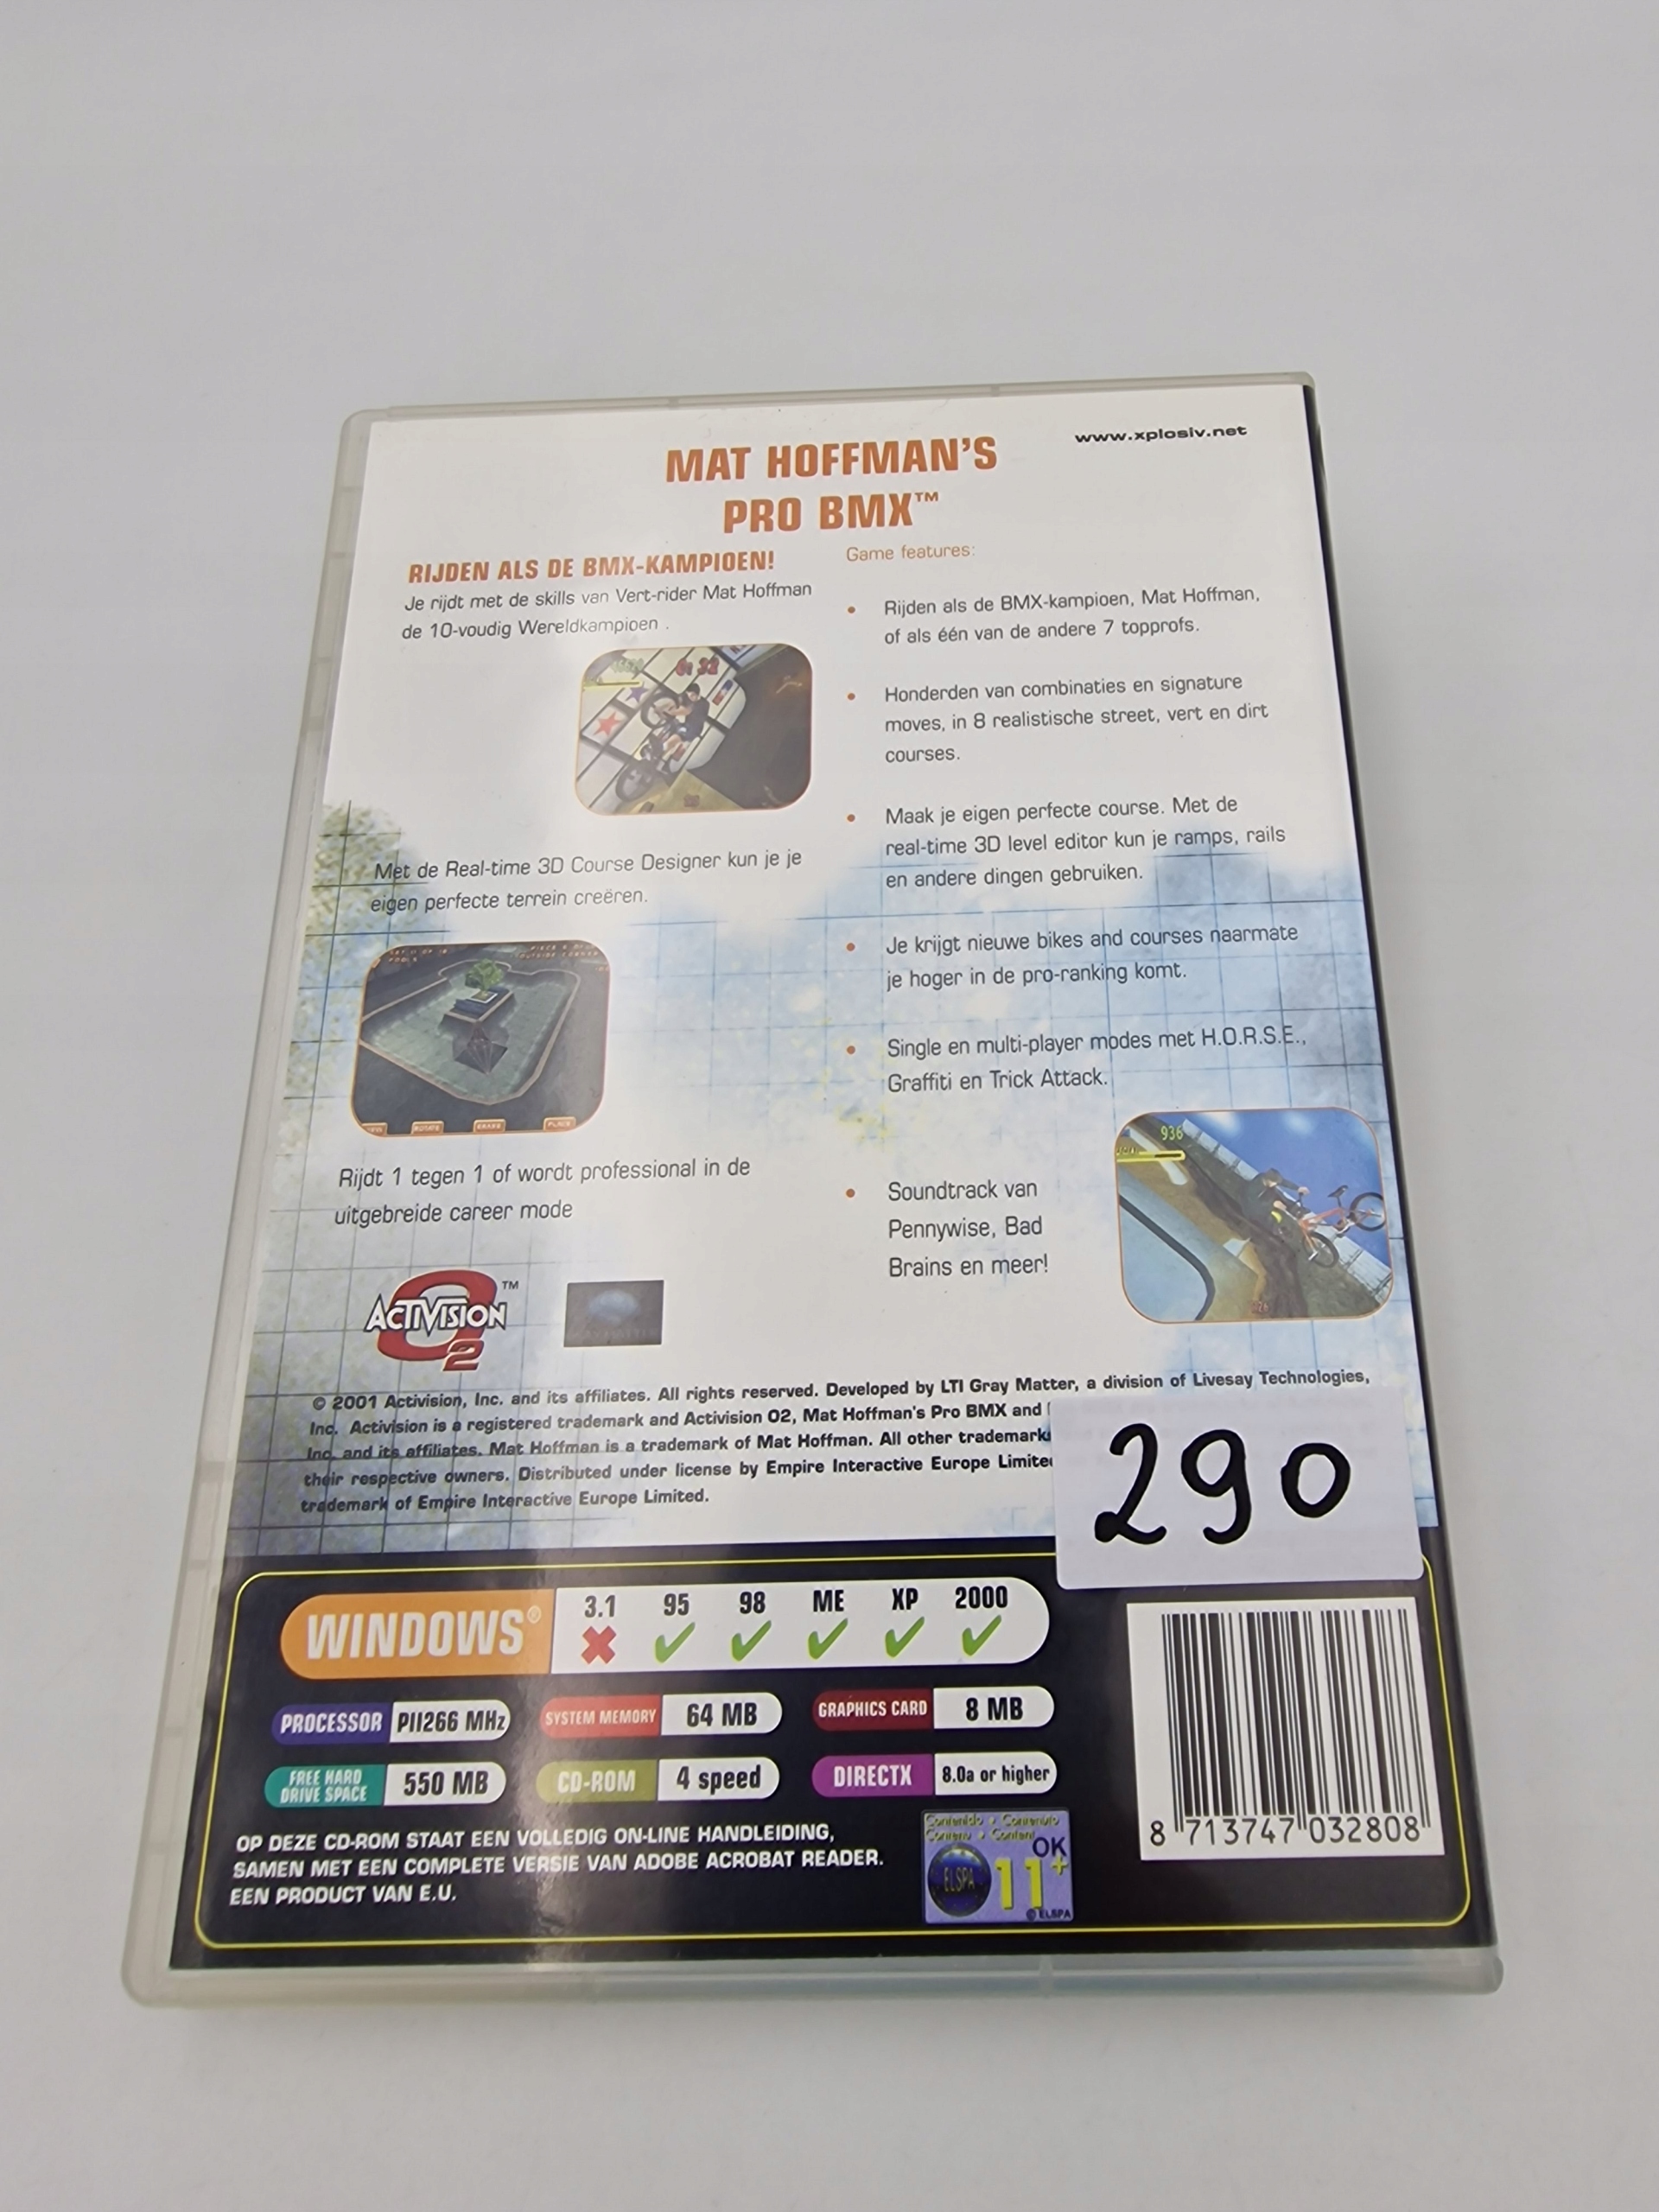 www.xplosiv.net
MAT HOFFMAN'S
PRO BMX™
RIJDEN ALS DE BMX-KAMPIOEN!
Je rijdt met de skills van Vert-rider Mat Hoffman
de 10-voudig Wereldkampioen .
Met de Real-time 3D Course Designer kun je je
eigen perfecte terrein creëren.
Rijdt 1 tegen 1 of wordt professional in de
uitgebreide career mode
Game features:
• Rijden als de BMX-kampioen, Mat Hoffman,
of als één van de andere 7 topprofs.
• Honderden van combinaties en signature
moves, in 8 realistische street, vert en dirt
courses.
• Maak je eigen perfecte course. Met de
real-time 3D level editor kun je ramps, rails
en andere dingen gebruiken.
• Je krijgt nieuwe bikes and courses naarmate
je hoger in de pro-ranking komt.
• Single en multi-player modes met H.O.R.S.E.,
Graffiti en Trick Attack.
• Soundtrack van
Pennywise, Bad
Brains en meer!
936
ACTIVISION ™
O2
© 2001 Activision, Inc. and its affiliates. All rights reserved. Developed by LTI Gray Matter, a division of Livesay Technologies,
Inc. Activision is a registered trademark and Activision O2, Mat Hoffman's Pro BMX and
Inc. and its affiliates. Mat Hoffman is a trademark of Mat Hoffman. All other trademark
their respective owners. Distributed under license by Empire Interactive Europe
trademark of Empire Interactive Europe Limited.
290
WINDOWS® 3.1 95 98 ME XP 2000
PROCESSOR PII266 MHz SYSTEM MEMORY 64 MB GRAPHICS CARD 8 MB
FREE HARD DRIVE SPACE 550 MB CD-ROM 4 speed DIRECTX 8.0a or higher
OP DEZE CD-ROM STAAT EEN VOLLEDIG ON-LINE HANDLEIDING,
SAMEN MET EEN COMPLETE VERSIE VAN ADOBE ACROBAT READER.
EEN PRODUCT VAN E.U.
Contenido • Contenuto
Contenu • Content
OK
ELSPA 11+
© ELSPA
8 713747 032808